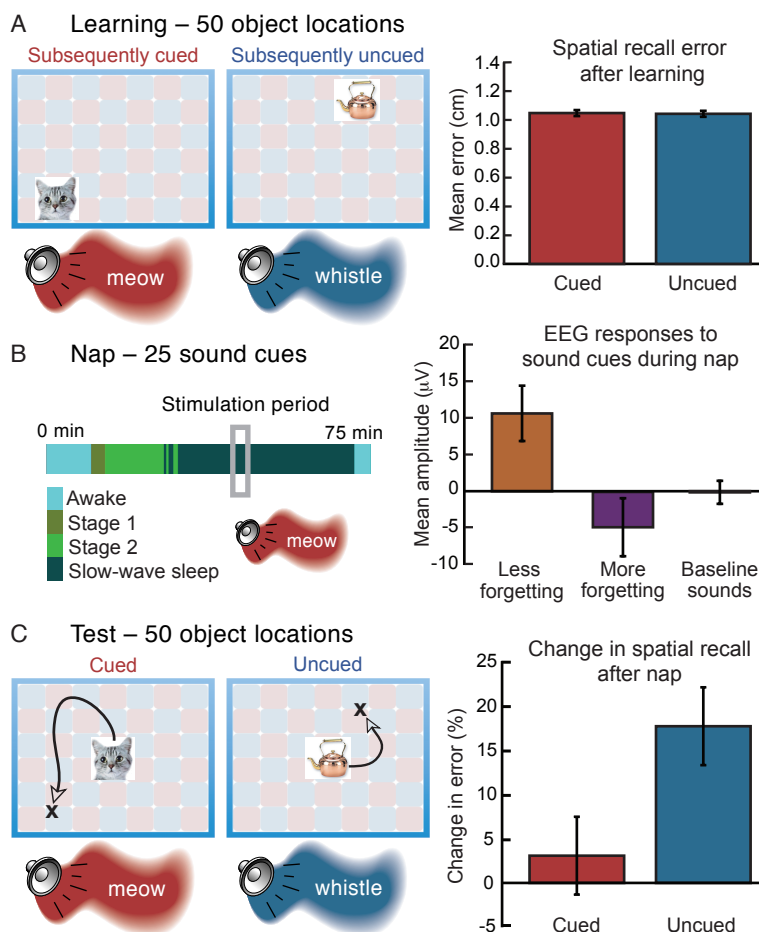 A Learning – 50 object locations
Subsequently cued
Subsequently uncued
meow
whistle
Spatial recall error
after learning
Mean error (cm)
1.4
1.2
1.0
0.8
0.6
0.4
0.2
0.0
Cued
Uncued
B Nap – 25 sound cues
Stimulation period
0 min
75 min
Awake
Stage 1
Stage 2
Slow-wave sleep
meow
EEG responses to
sound cues during nap
Mean amplitude (µV)
20
15
10
5
0
-5
-10
Less
forgetting
More
forgetting
Baseline
sounds
C Test – 50 object locations
Cued
Uncued
x
x
meow
whistle
Change in spatial recall
after nap
Change in error (%)
25
20
15
10
5
0
-5
Cued
Uncued